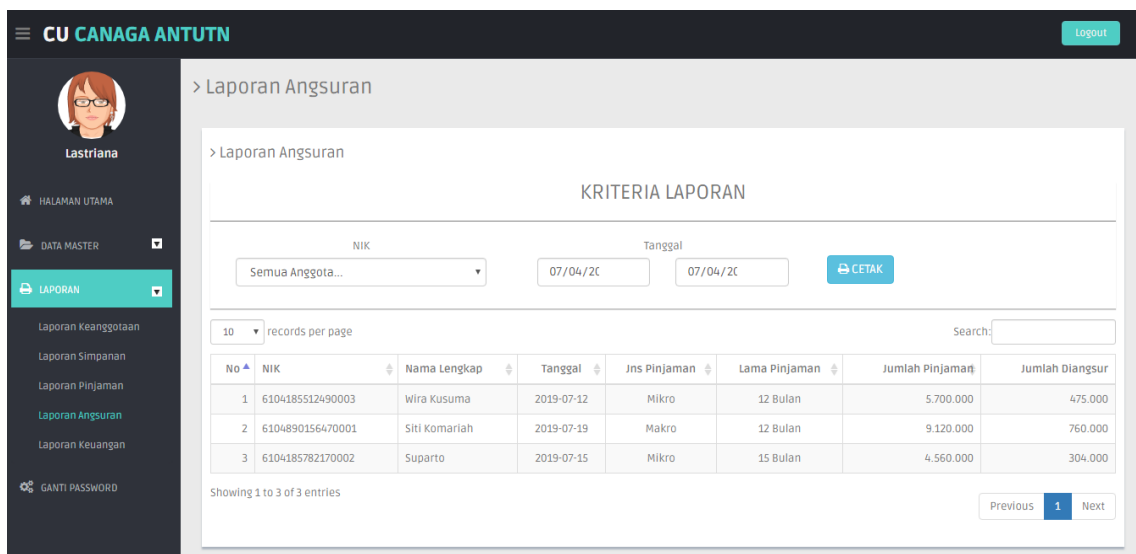 CU CANAGA ANTUTN
Logout
Lastriana
HALAMAN UTAMA
DATA MASTER
LAPORAN
Laporan Keanggotaan
Laporan Simpanan
Laporan Pinjaman
Laporan Angsuran
Laporan Keuangan
GANTI PASSWORD
> Laporan Angsuran
> Laporan Angsuran
KRITERIA LAPORAN
NIK Tanggal
Semua Anggota... 07/04/20 07/04/20 CETAK
10 records per page Search:
No NIK Nama Lengkap Tanggal Jns Pinjaman Lama Pinjaman Jumlah Pinjaman Jumlah Diangsur
1 6104185512490003 Wira Kusuma 2019-07-12 Mikro 12 Bulan 5.700.000 475.000
2 6104890156470001 Siti Komariah 2019-07-19 Makro 12 Bulan 9.120.000 760.000
3 6104185782170002 Suparto 2019-07-15 Mikro 15 Bulan 4.560.000 304.000
Showing 1 to 3 of 3 entries
Previous 1 Next